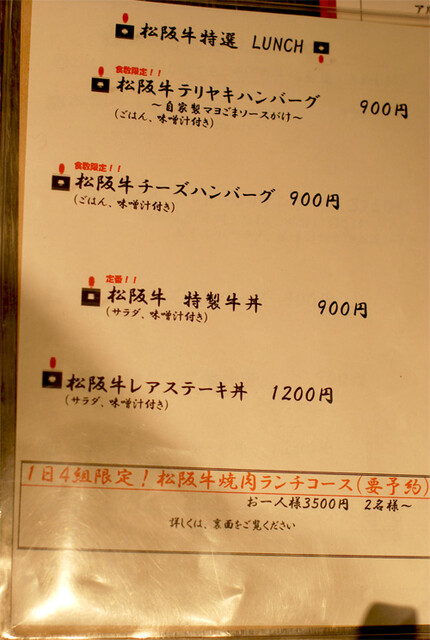 松阪牛特選 LUNCH
食数限定！！
松阪牛テリヤキハンバーグ 900円
～自家製マヨごまソースがけ～
（ごはん、味噌汁付き）
食数限定！！
松阪牛チーズハンバーグ 900円
（ごはん、味噌汁付き）
定番！！
松阪牛 特製牛丼 900円
（サラダ、味噌汁付き）
松阪牛レアステーキ丼 1200円
（サラダ、味噌汁付き）
1日4組限定！松阪牛焼肉ランチコース(要予約)
お一人様3500円 2名様～
詳しくは、裏面をご覧ください